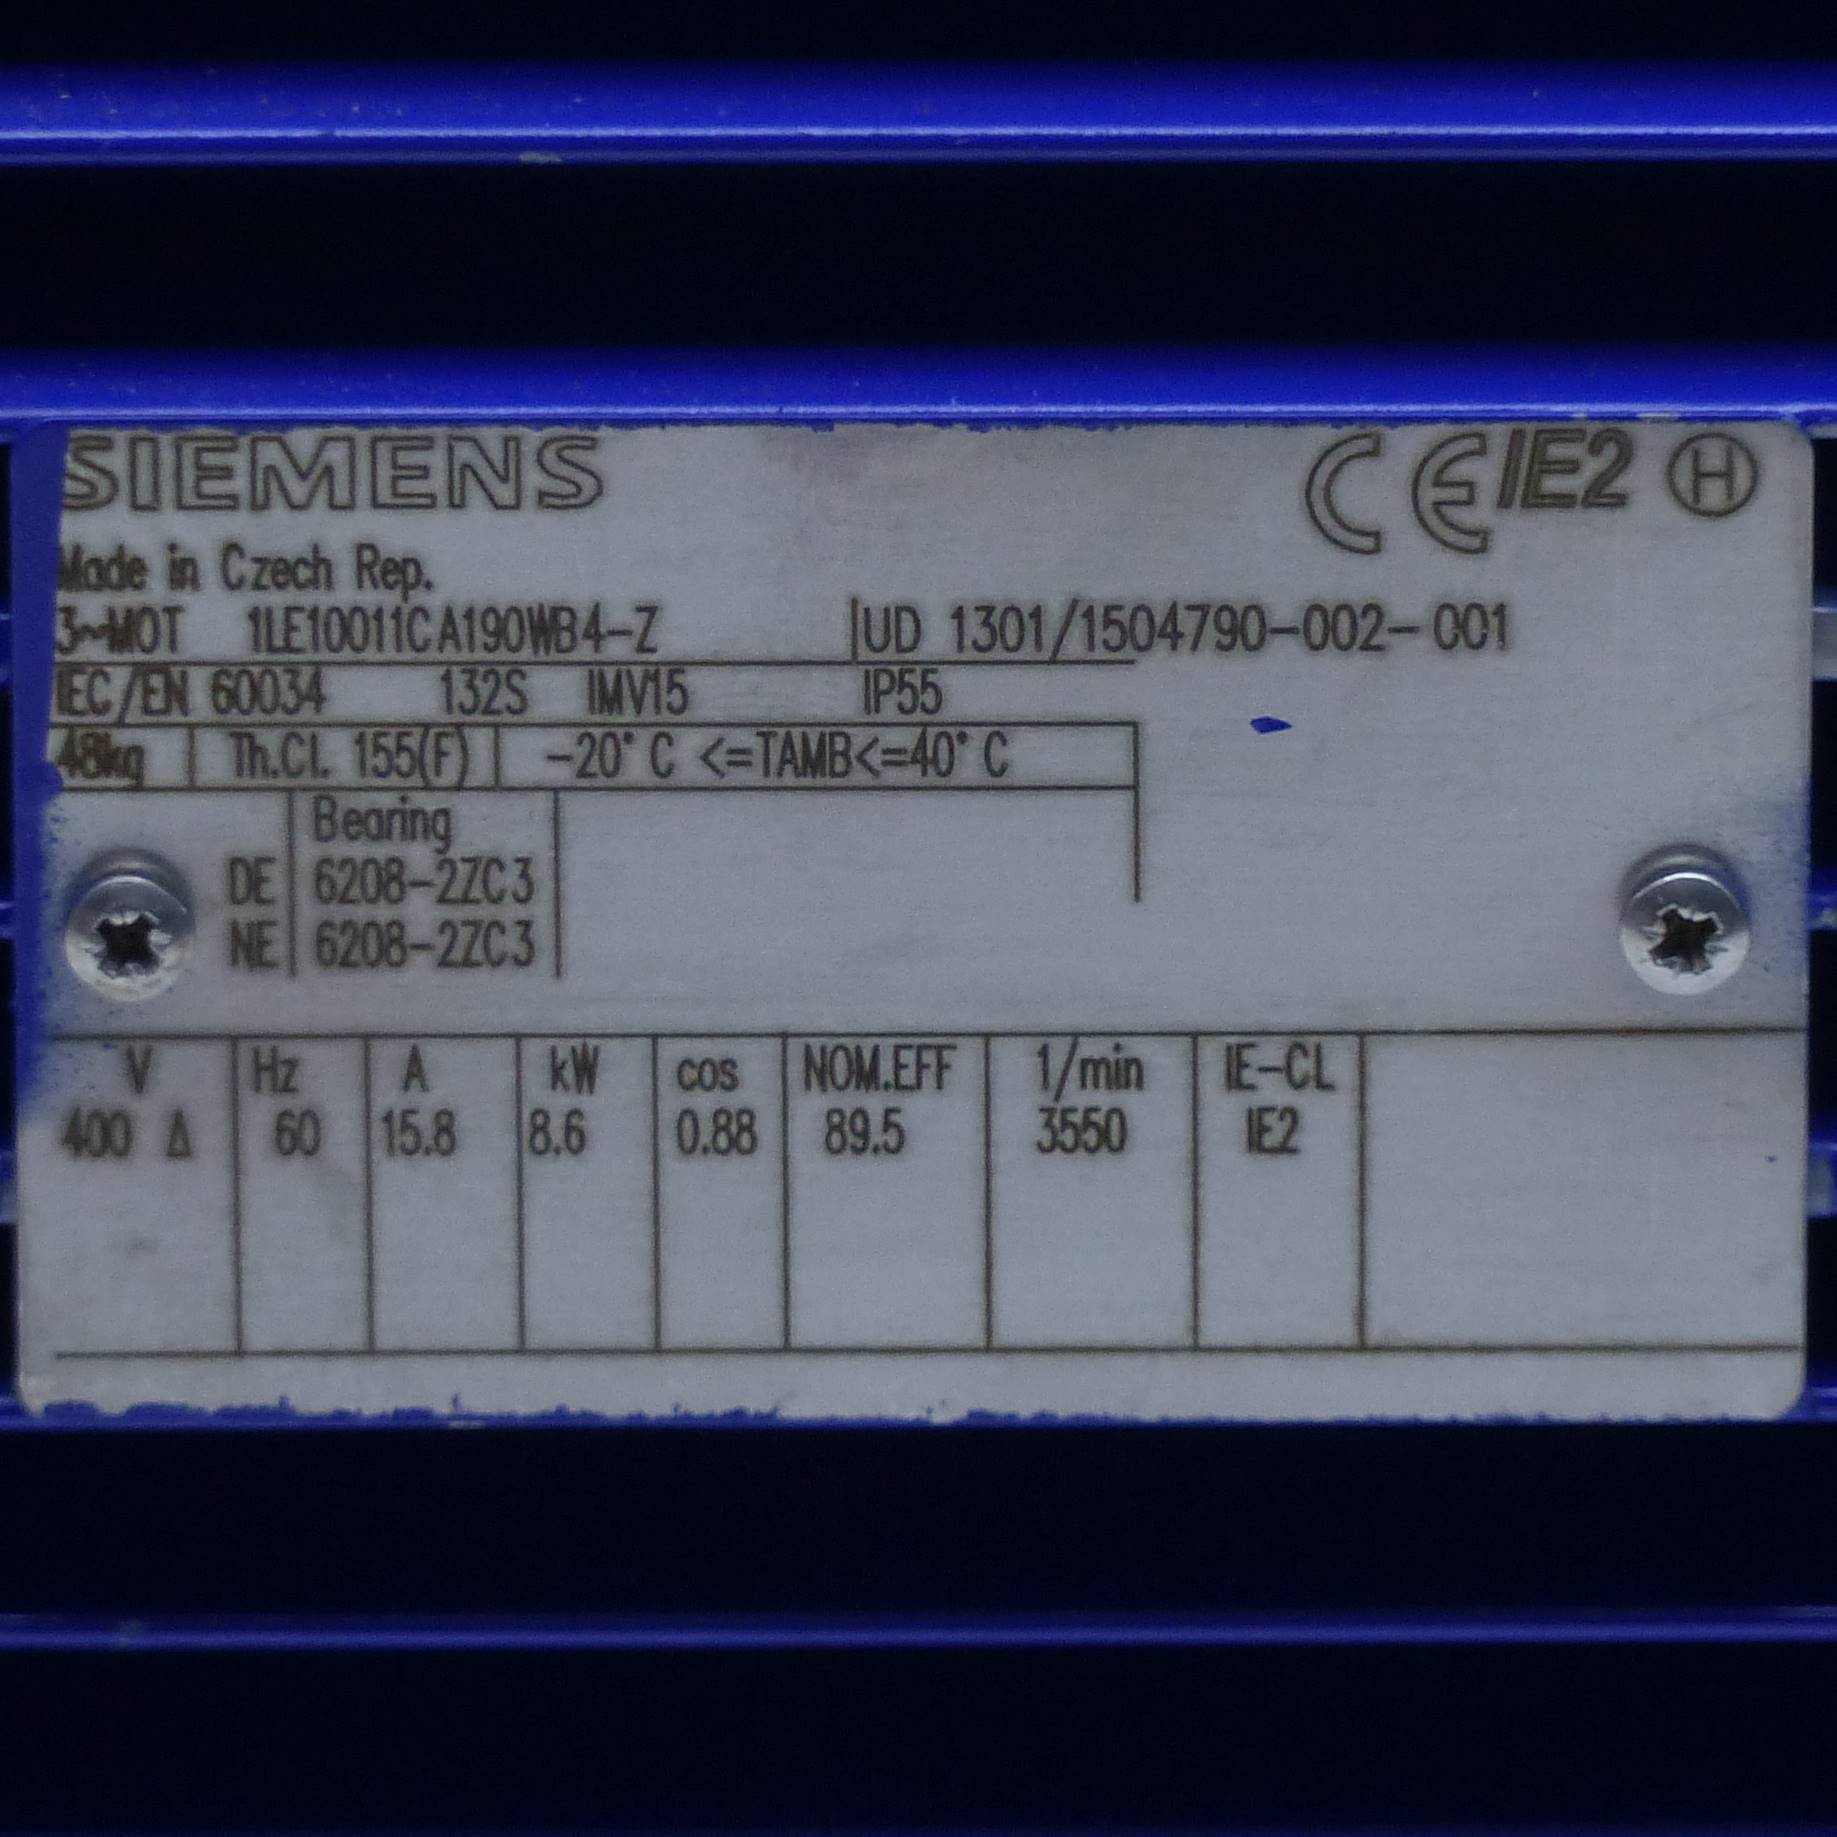 SIEMENS CE IE2 H
Made in Czech Rep.
3~MOT 1LE10011CA190WB4-Z UD 1301/1504790-002-001
IEC/EN 60034 132S IMV15 IP55
48kg Th.Cl. 155(F) -20° C <=TAMB<=40° C
Bearing
DE 6208-2ZC3
NE 6208-2ZC3
V Hz A kW cos NOM.EFF 1/min IE-CL
400 Δ 60 15.8 8.6 0.88 89.5 3550 IE2